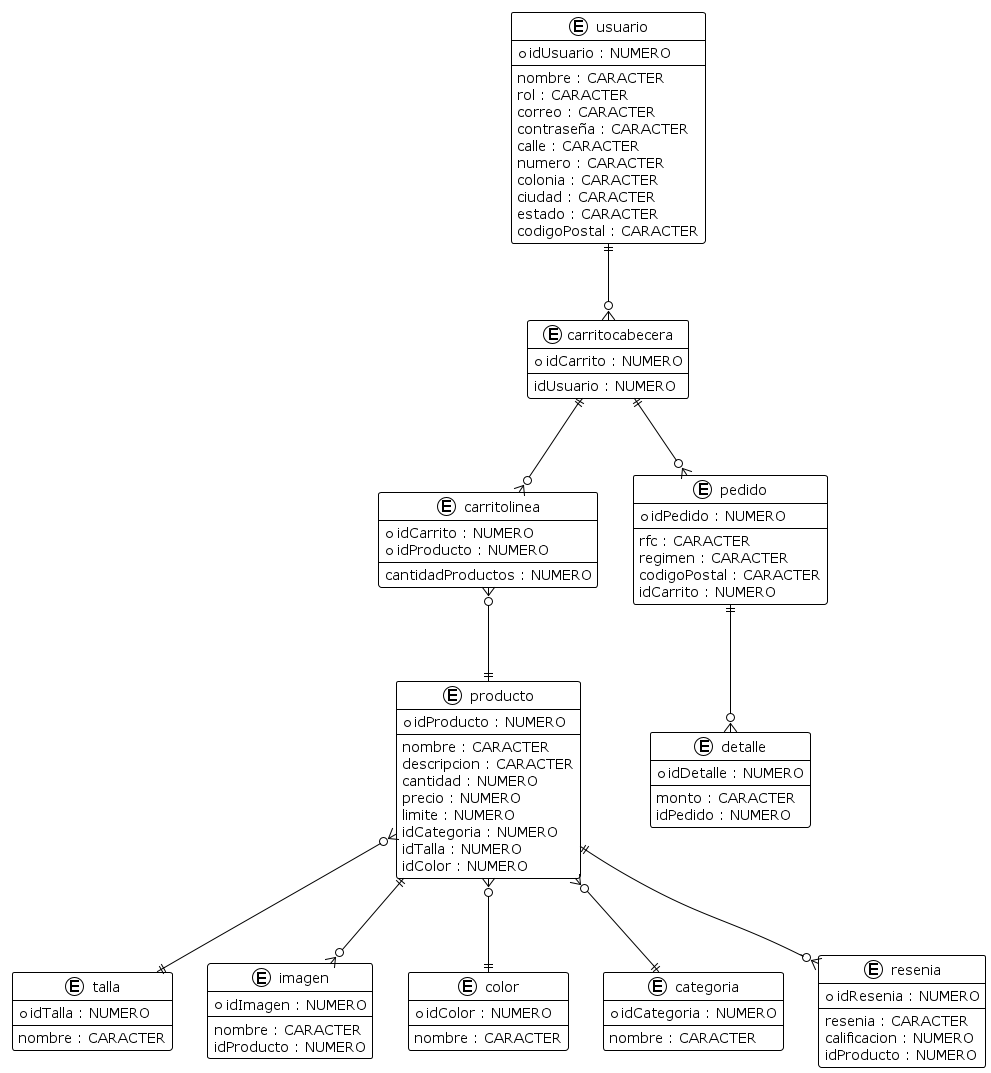 E usuario
idUsuario : NUMERO
nombre : CARACTER
rol : CARACTER
correo : CARACTER
contraseña : CARACTER
calle : CARACTER
numero : CARACTER
colonia : CARACTER
ciudad : CARACTER
estado : CARACTER
codigoPostal : CARACTER
E carritocabecera
idCarrito : NUMERO
idUsuario : NUMERO
E carritolinea
idCarrito : NUMERO
idProducto : NUMERO
cantidadProductos : NUMERO
E pedido
idPedido : NUMERO
rfc : CARACTER
regimen : CARACTER
codigoPostal : CARACTER
idCarrito : NUMERO
E producto
idProducto : NUMERO
nombre : CARACTER
descripcion : CARACTER
cantidad : NUMERO
precio : NUMERO
limite : NUMERO
idCategoria : NUMERO
idTalla : NUMERO
idColor : NUMERO
E detalle
idDetalle : NUMERO
monto : CARACTER
idPedido : NUMERO
E talla
idTalla : NUMERO
nombre : CARACTER
E imagen
idImagen : NUMERO
nombre : CARACTER
idProducto : NUMERO
E color
idColor : NUMERO
nombre : CARACTER
E categoria
idCategoria : NUMERO
nombre : CARACTER
E resenia
idResenia : NUMERO
resenia : CARACTER
calificacion : NUMERO
idProducto : NUMERO